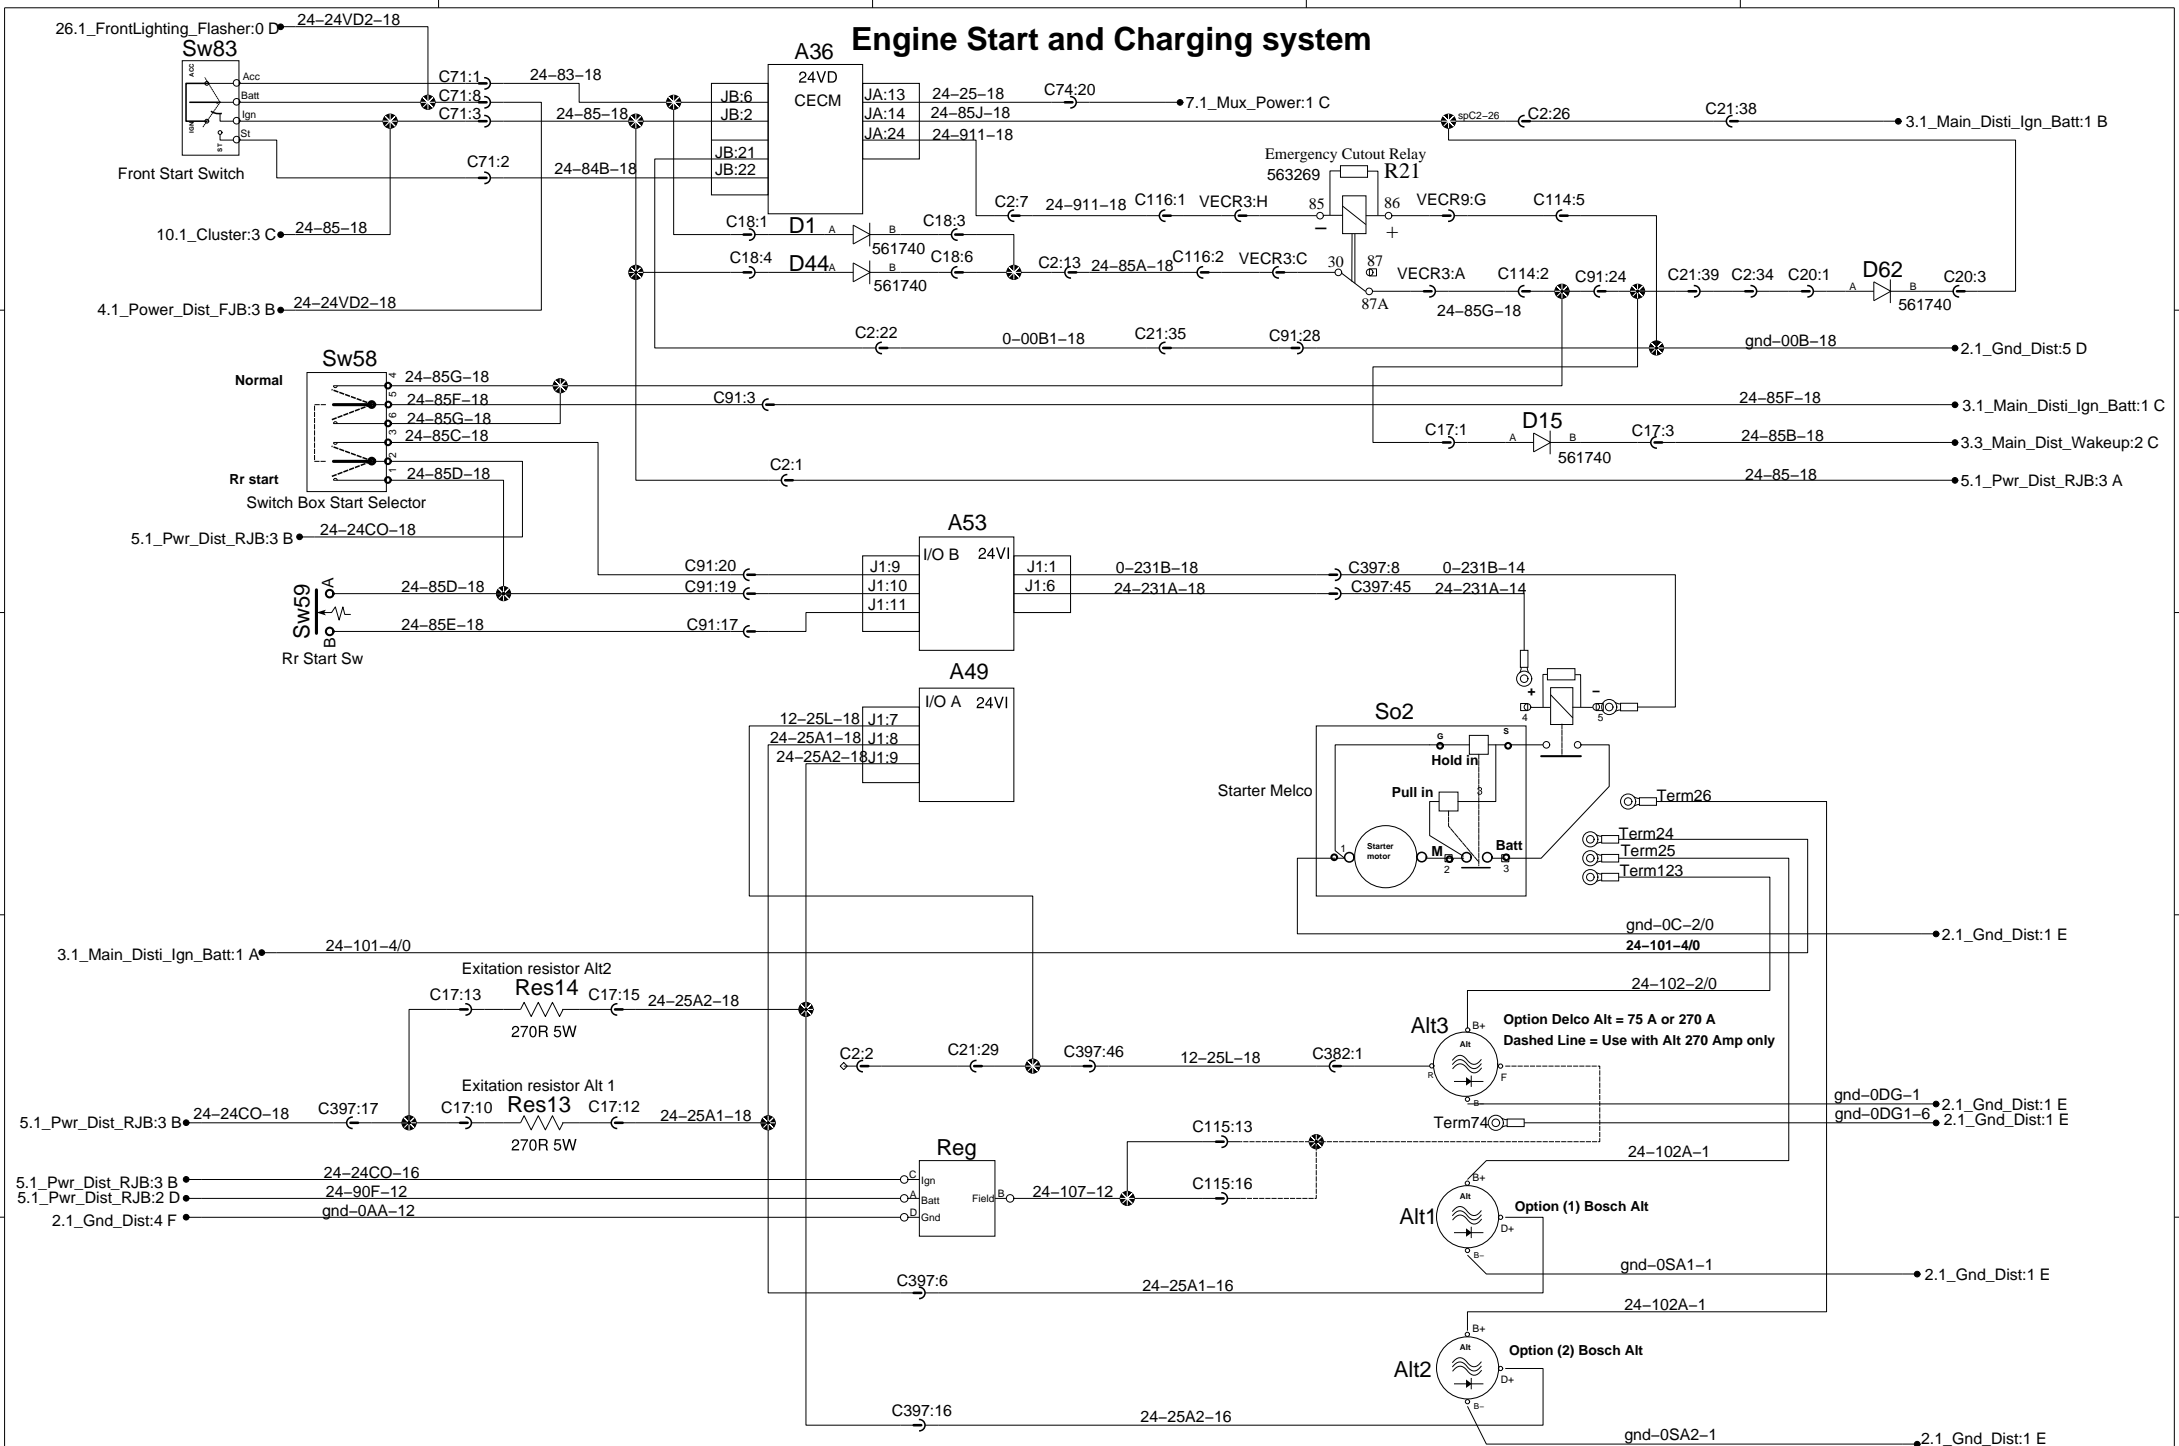 Engine Start and Charging system
26.1_FrontLighting_Flasher:0 D
24-24VD2-18
Sw83
ACC
IGN
ST
Acc
Batt
Ign
St
Front Start Switch
C71:1
C71:8
C71:3
C71:2
24-83-18
24-85-18
24-84B-18
A36
24VD
CECM
JB:6
JB:2
JB:21
JB:22
JA:13
JA:14
JA:24
24-25-18
24-85J-18
24-911-18
C74:20
7.1_Mux_Power:1 C
spC2-26
C2:26
C21:38
3.1_Main_Disti_Ign_Batt:1 B
Emergency Cutout Relay
563269
R21
10.1_Cluster:3 C
24-85-18
C2:7
24-911-18
C116:1
VECR3:H
85
86
−
+
VECR9:G
C114:5
C18:1
D1
A
B
C18:3
561740
C18:4
D44
A
B
C18:6
561740
C2:13
24-85A-18
C116:2
VECR3:C
30
87
87A
VECR3:A
C114:2
24-85G-18
C91:24
C21:39
C2:34
C20:1
D62
A
B
561740
C20:3
4.1_Power_Dist_FJB:3 B
24-24VD2-18
C2:22
0-00B1-18
C21:35
C91:28
gnd-00B-18
2.1_Gnd_Dist:5 D
Sw58
Normal
Rr start
Switch Box Start Selector
4
5
6
3
2
1
24-85G-18
24-85F-18
24-85G-18
24-85C-18
24-85D-18
C91:3
24-85F-18
3.1_Main_Disti_Ign_Batt:1 C
C17:1
D15
A
B
561740
C17:3
24-85B-18
3.3_Main_Dist_Wakeup:2 C
C2:1
24-85-18
5.1_Pwr_Dist_RJB:3 A
5.1_Pwr_Dist_RJB:3 B
24-24CO-18
Sw59
A
B
Rr Start Sw
24-85D-18
24-85E-18
C91:20
C91:19
C91:17
A53
I/O B
24VI
J1:9
J1:10
J1:11
J1:1
J1:6
0-231B-18
24-231A-18
C397:8
C397:45
0-231B-14
24-231A-14
A49
I/O A
24VI
12-25L-18
J1:7
24-25A1-18
J1:8
24-25A2-18
J1:9
+
−
4
5
So2
Starter Melco
G
S
Hold in
Pull in
3
Starter
motor
1
M
2
Batt
3
Term26
Term24
Term25
Term123
gnd-0C-2/0
2.1_Gnd_Dist:1 E
3.1_Main_Disti_Ign_Batt:1 A
24-101-4/0
24-101-4/0
24-102-2/0
Exitation resistor Alt2
C17:13
Res14
C17:15
24-25A2-18
270R 5W
Exitation resistor Alt 1
5.1_Pwr_Dist_RJB:3 B
24-24CO-18
C397:17
C17:10
Res13
C17:12
24-25A1-18
270R 5W
C2:2
C21:29
C397:46
12-25L-18
C382:1
Alt3
B+
Alt
R
F
B-
Option Delco Alt = 75 A or 270 A
Dashed Line = Use with Alt 270 Amp only
gnd-0DG-1
2.1_Gnd_Dist:1 E
Term74
gnd-0DG1-6
2.1_Gnd_Dist:1 E
5.1_Pwr_Dist_RJB:3 B
24-24CO-16
5.1_Pwr_Dist_RJB:2 D
24-90F-12
2.1_Gnd_Dist:4 F
gnd-0AA-12
Reg
C
Ign
A
Batt
D
Gnd
Field
B
24-107-12
C115:13
C115:16
24-102A-1
Alt1
B+
Alt
D+
B-
Option (1) Bosch Alt
gnd-0SA1-1
2.1_Gnd_Dist:1 E
C397:6
24-25A1-16
24-102A-1
Alt2
B+
Alt
D+
B-
Option (2) Bosch Alt
C397:16
24-25A2-16
gnd-0SA2-1
2.1_Gnd_Dist:1 E